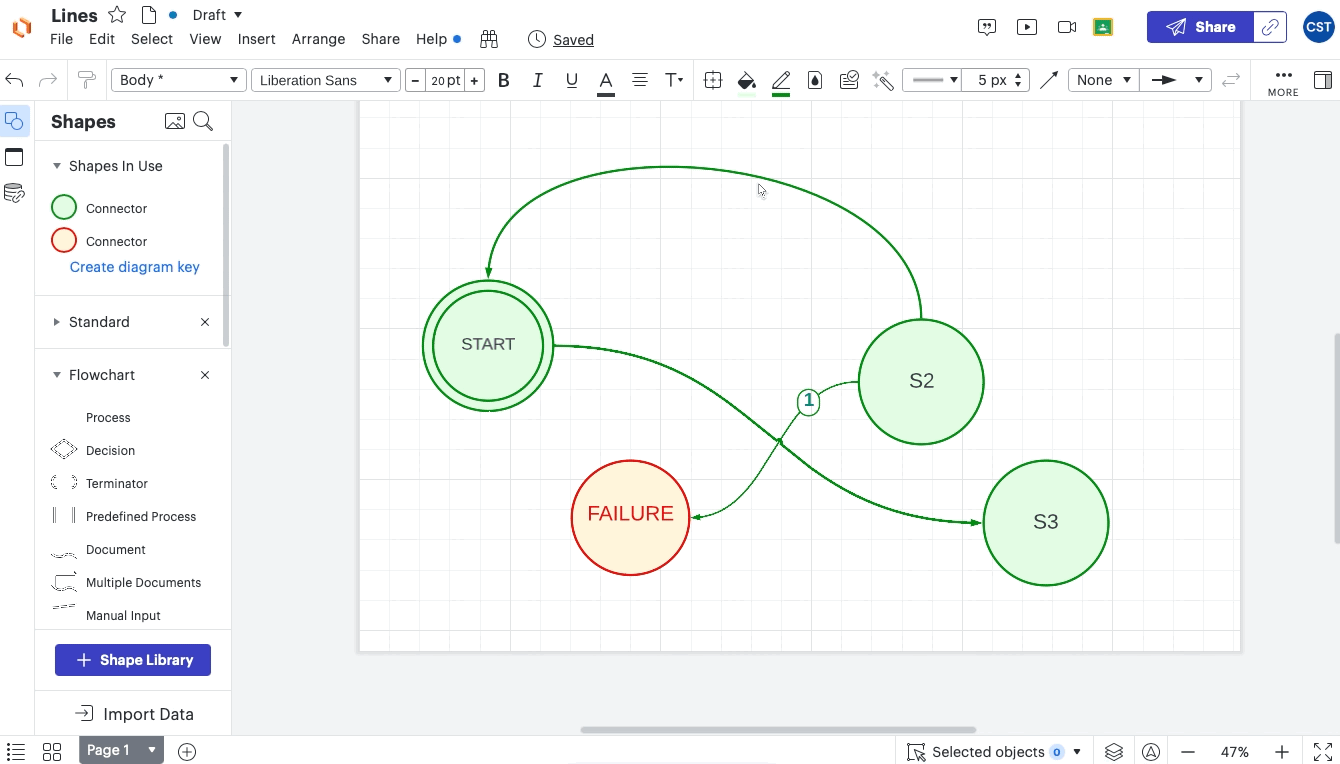 Lines
Draft
File Edit Select View Insert Arrange Share Help
Saved
Share
CST
Body *
Liberation Sans
20 pt
B I U A T
5 px
None
MORE
Shapes
Shapes In Use
Connector
Connector
Create diagram key
Standard
Flowchart
Process
Decision
Terminator
Predefined Process
Document
Multiple Documents
Manual Input
+ Shape Library
Import Data
START
S2
1
FAILURE
S3
Page 1
Selected objects 0
47%